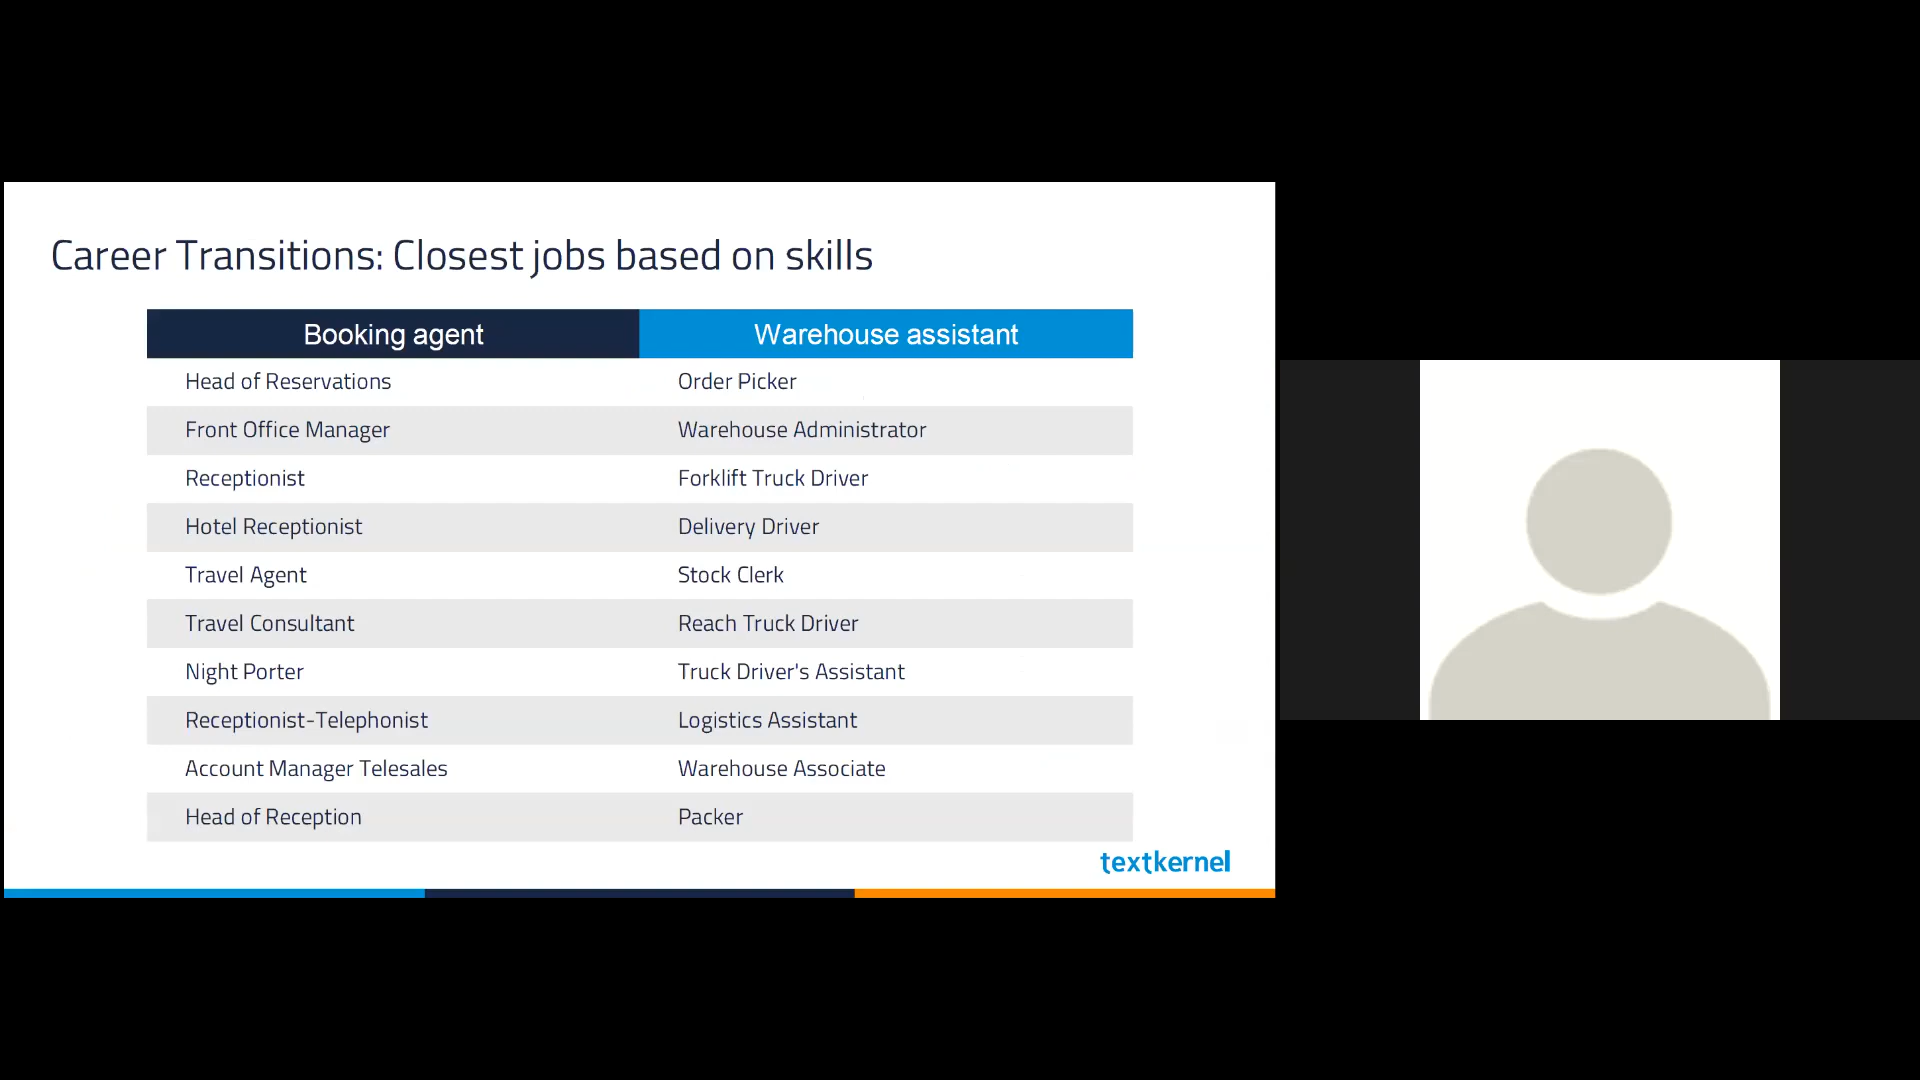 Career Transitions: Closest jobs based on skills
Booking agent Warehouse assistant
Head of Reservations Order Picker
Front Office Manager Warehouse Administrator
Receptionist Forklift Truck Driver
Hotel Receptionist Delivery Driver
Travel Agent Stock Clerk
Travel Consultant Reach Truck Driver
Night Porter Truck Driver's Assistant
Receptionist-Telephonist Logistics Assistant
Account Manager Telesales Warehouse Associate
Head of Reception Packer
textkernel